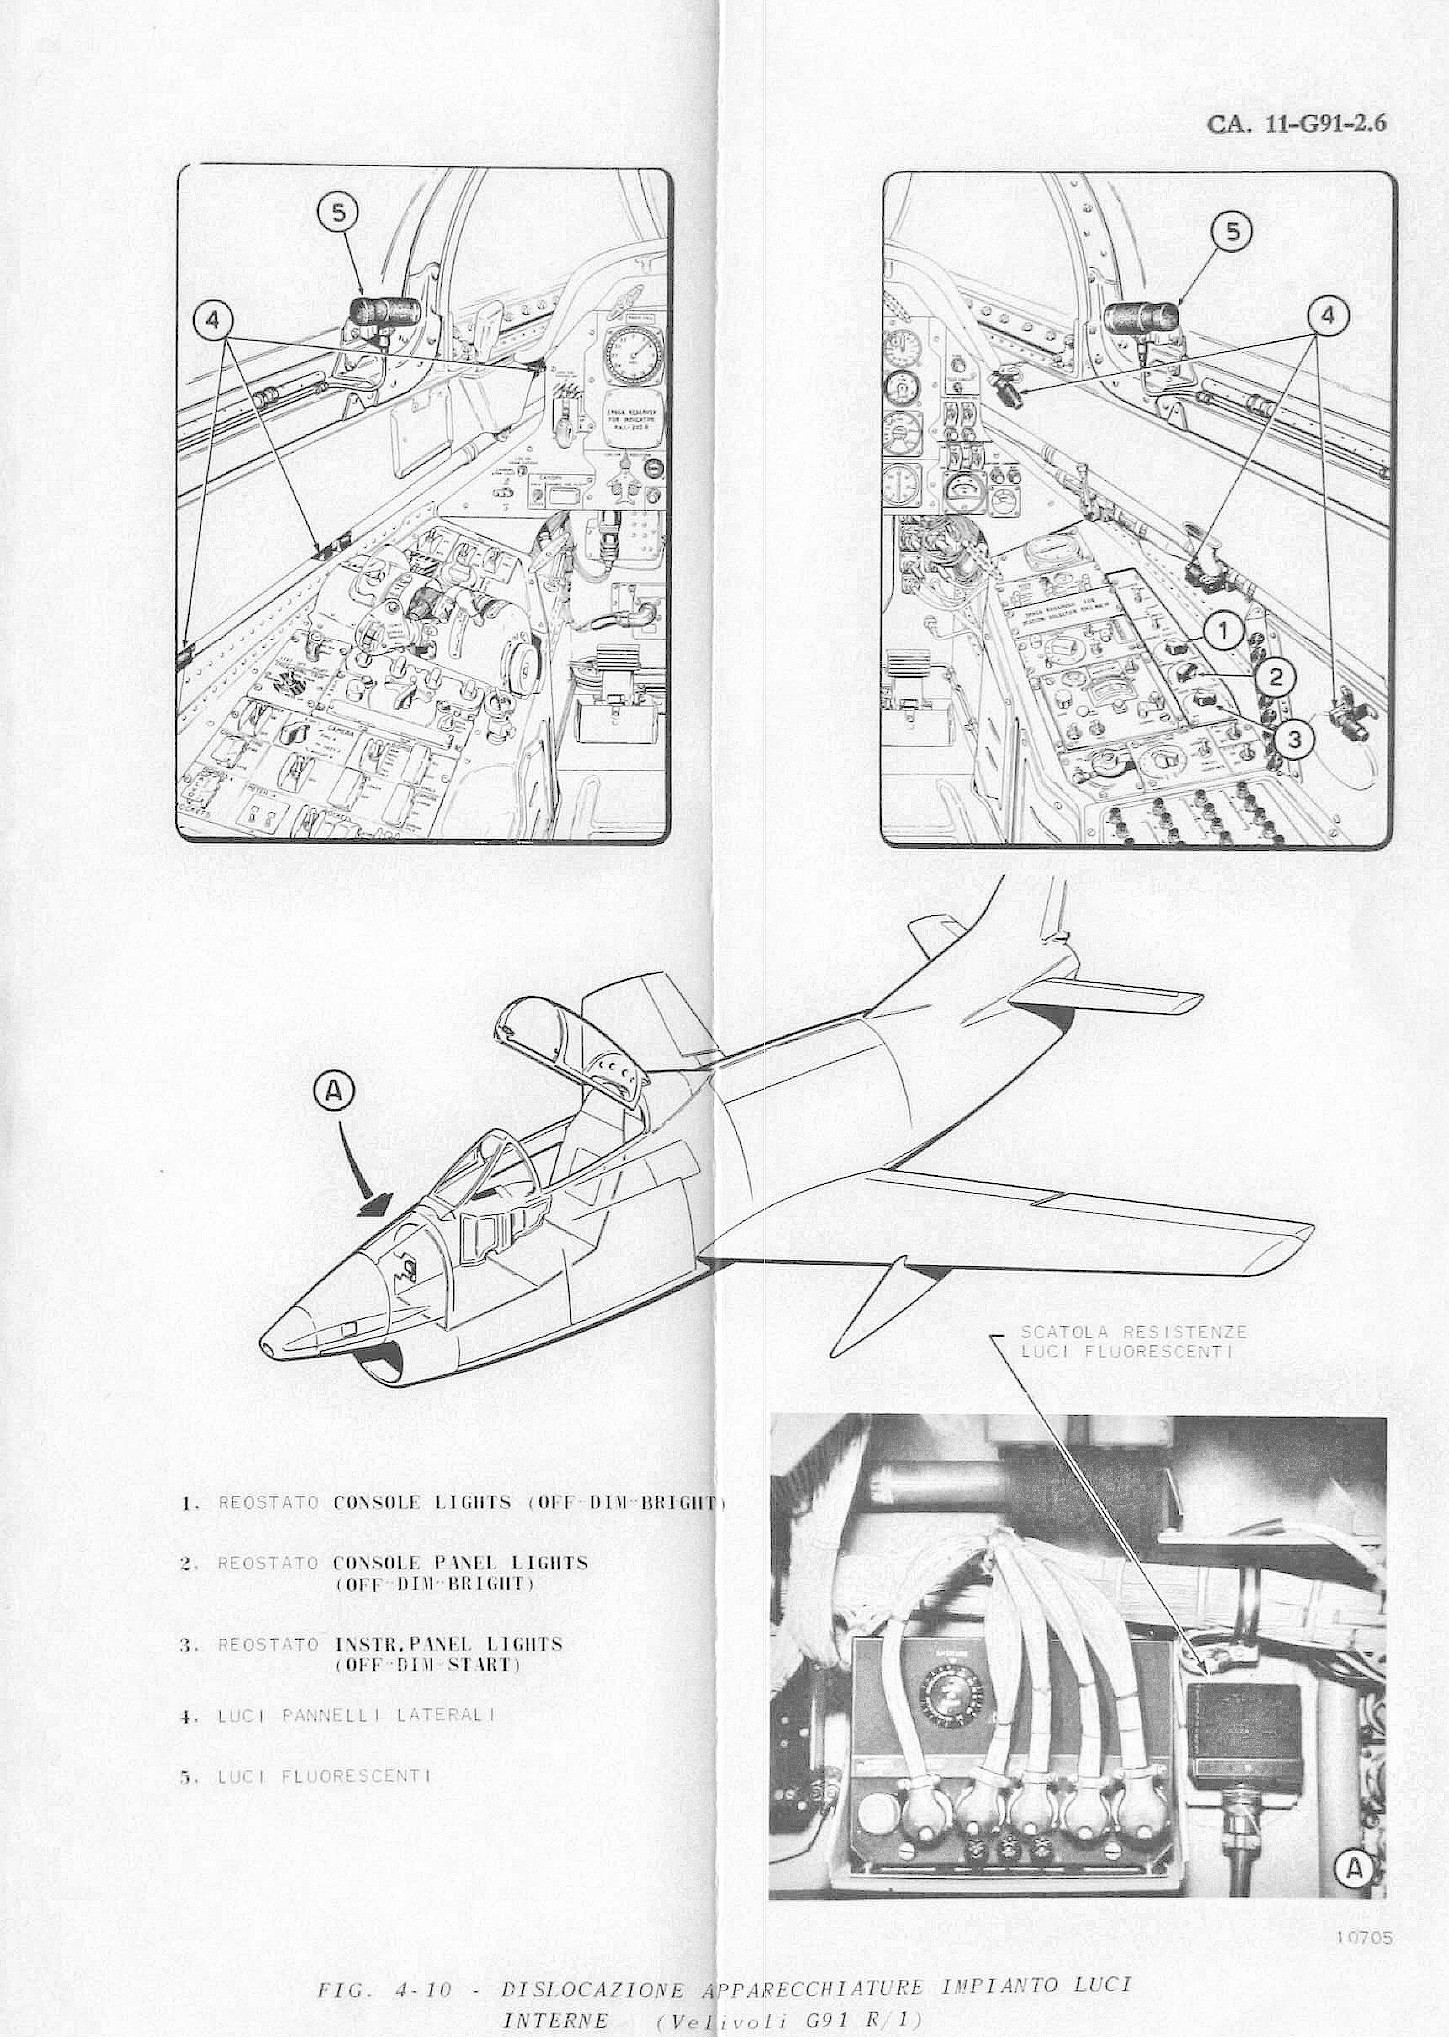 CA. 11-G91-2.6
5
4
5
4
1
2
3
CAMERA
A
SCATOLA RESISTENZE
LUCI FLUORESCENTI
1. REOSTATO CONSOLE LIGHTS (OFF-DIM-BRIGHT)
2. REOSTATO CONSOLE PANEL LIGHTS
(OFF-DIM-BRIGHT)
3. REOSTATO INSTR.PANEL LIGHTS
(OFF-DIM-START)
4. LUCI PANNELLI LATERALI
5. LUCI FLUORESCENTI
A
10705
FIG. 4-10 - DISLOCAZIONE APPARECCHIATURE IMPIANTO LUCI
INTERNE (Velivoli G91 R/1)